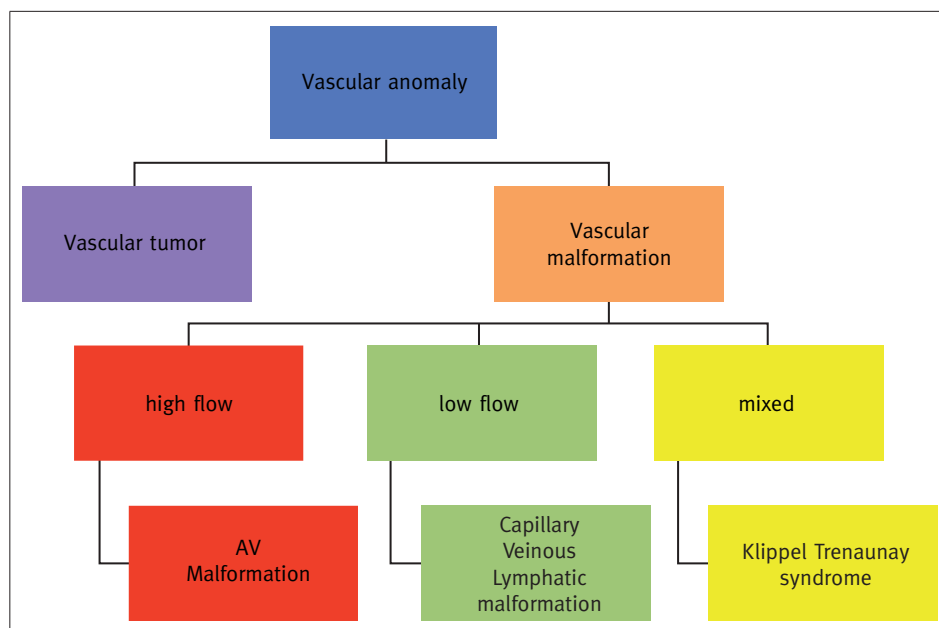 Vascular anomaly
Vascular tumor
Vascular
malformation
high flow
low flow
mixed
AV
Malformation
Capillary
Veinous
Lymphatic
malformation
Klippel Trenaunay
syndrome